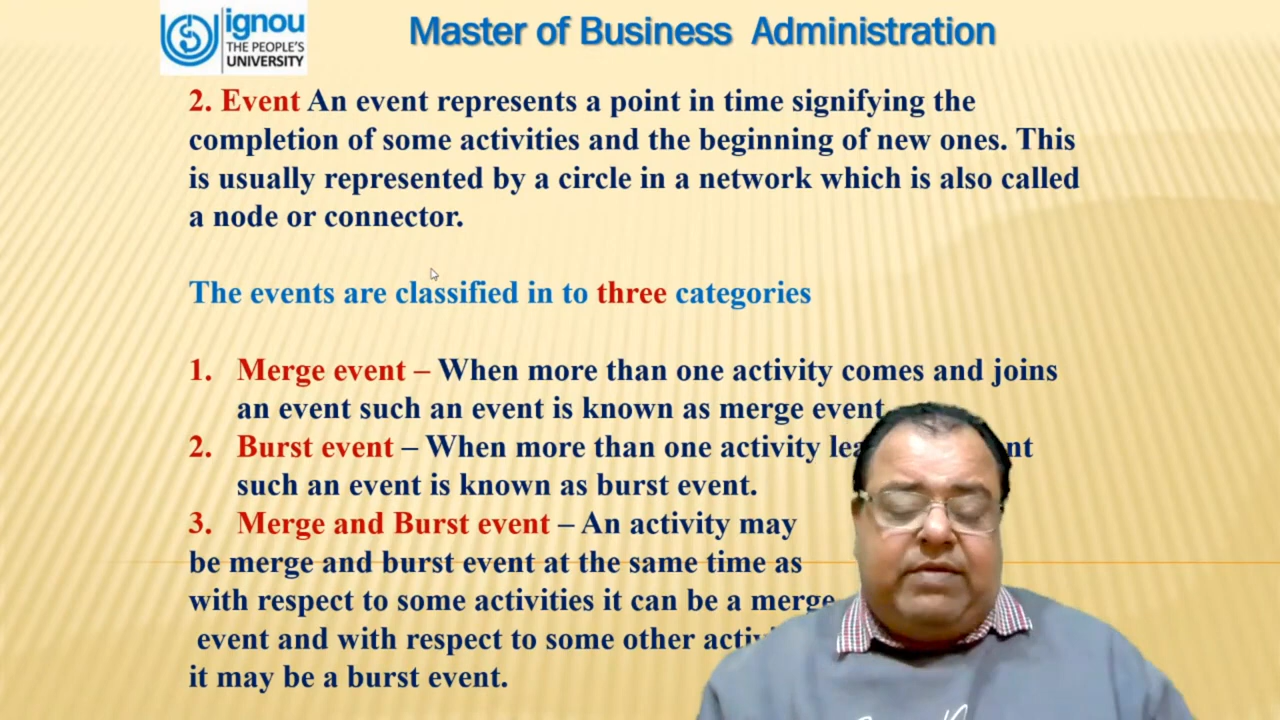 ignou
THE PEOPLE'S
UNIVERSITY
Master of Business Administration
2. Event An event represents a point in time signifying the
completion of some activities and the beginning of new ones. This
is usually represented by a circle in a network which is also called
a node or connector.
The events are classified in to three categories
1. Merge event – When more than one activity comes and joins
an event such an event is known as merge event
2. Burst event – When more than one activity
such an event is known as burst event.
3. Merge and Burst event – An activity may
be merge and burst event at the same time as
with respect to some activities it can be a merge
event and with respect to some other
it may be a burst event.